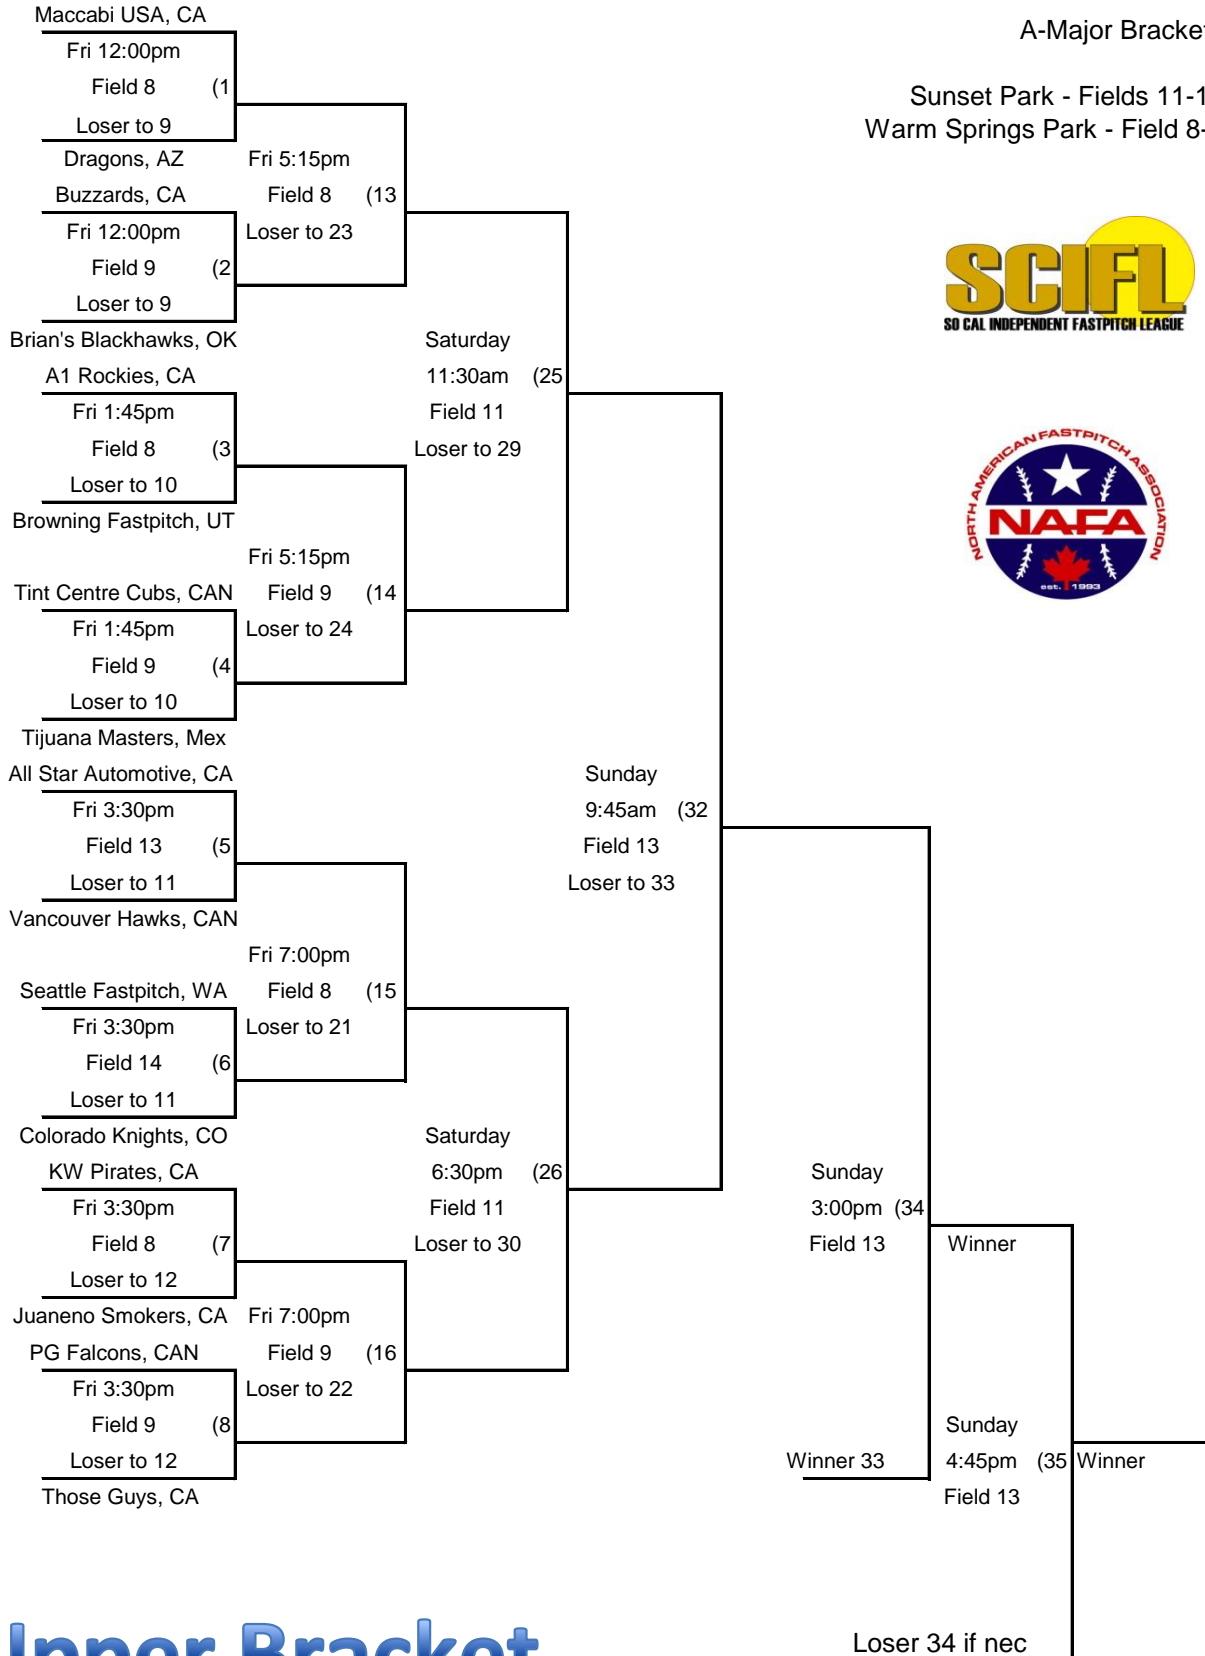 Maccabi USA, CA
Fri 12:00pm
Field 8 (1
Loser to 9
Dragons, AZ
Buzzards, CA
Fri 12:00pm
Field 9 (2
Loser to 9
Brian's Blackhawks, OK
A1 Rockies, CA
Fri 1:45pm
Field 8 (3
Loser to 10
Browning Fastpitch, UT
Tint Centre Cubs, CAN
Fri 1:45pm
Field 9 (4
Loser to 10
Tijuana Masters, Mex
All Star Automotive, CA
Fri 3:30pm
Field 13 (5
Loser to 11
Vancouver Hawks, CAN
Seattle Fastpitch, WA
Fri 3:30pm
Field 14 (6
Loser to 11
Colorado Knights, CO
KW Pirates, CA
Fri 3:30pm
Field 8 (7
Loser to 12
Juaneno Smokers, CA
PG Falcons, CAN
Fri 3:30pm
Field 9 (8
Loser to 12
Those Guys, CA
Fri 5:15pm
Field 8 (13
Loser to 23
Fri 5:15pm
Field 9 (14
Loser to 24
Fri 7:00pm
Field 8 (15
Loser to 21
Fri 7:00pm
Field 9 (16
Loser to 22
Saturday
11:30am (25
Field 11
Loser to 29
Saturday
6:30pm (26
Field 11
Loser to 30
Sunday
9:45am (32
Field 13
Loser to 33
Sunday
3:00pm (34
Field 13
Winner 33
Winner
Sunday
4:45pm (35
Field 13
Winner
Loser 34 if nec
A-Major Bracket
Sunset Park - Fields 11-1
Warm Springs Park - Field 8-
SCIFL
SO CAL INDEPENDENT FASTPITCH LEAGUE
NORTH AMERICAN FASTPITCH ASSOCIATION
NAFA
est. 1993
Upper Bracket